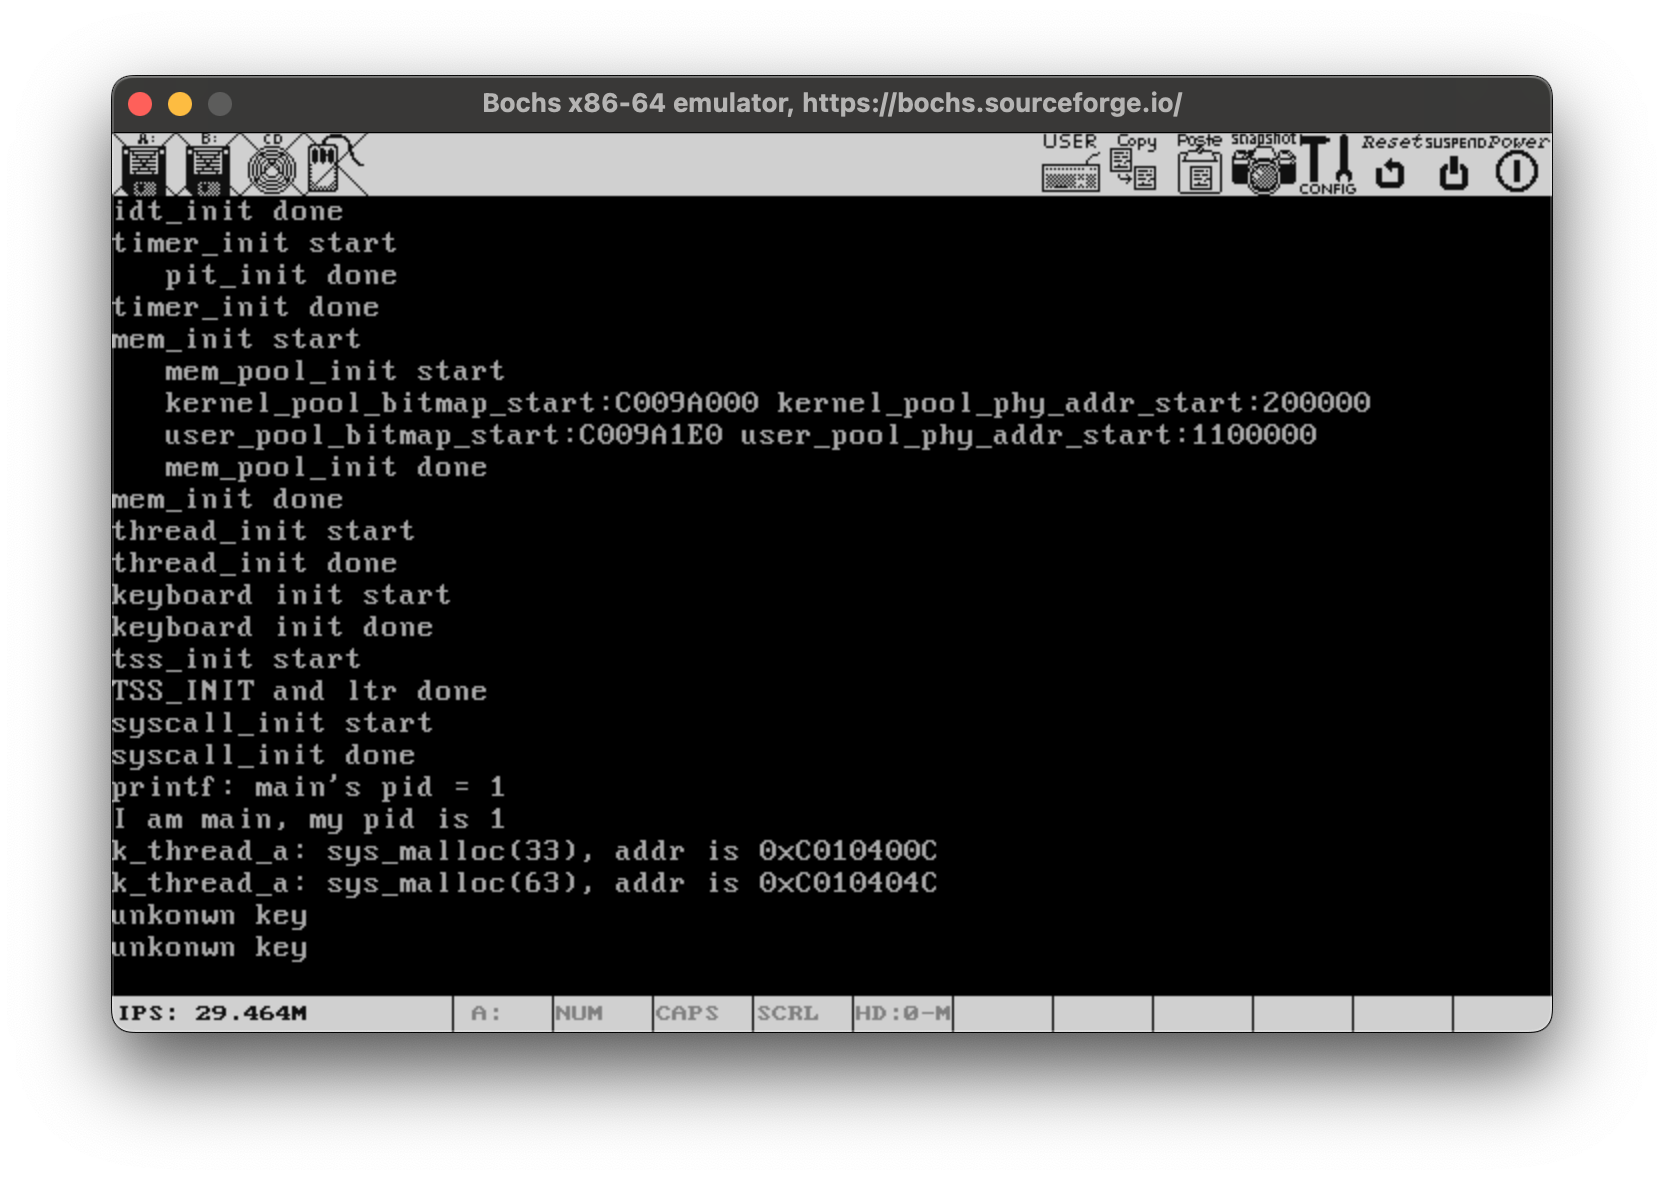 Bochs x86-64 emulator, https://bochs.sourceforge.io/
A: B: CD USER Copy Paste snapshot CONFIG Reset SUSPEND Power
idt_init done
timer_init start
   pit_init done
timer_init done
mem_init start
   mem_pool_init start
   kernel_pool_bitmap_start:C009A000 kernel_pool_phy_addr_start:200000
   user_pool_bitmap_start:C009A1E0 user_pool_phy_addr_start:1100000
   mem_pool_init done
mem_init done
thread_init start
thread_init done
keyboard init start
keyboard init done
tss_init start
TSS_INIT and ltr done
syscall_init start
syscall_init done
printf: main's pid = 1
I am main, my pid is 1
k_thread_a: sys_malloc(33), addr is 0xC010400C
k_thread_a: sys_malloc(63), addr is 0xC010404C
unkonwn key
unkonwn key
IPS: 29.464M A: NUM CAPS SCRL HD:0-M